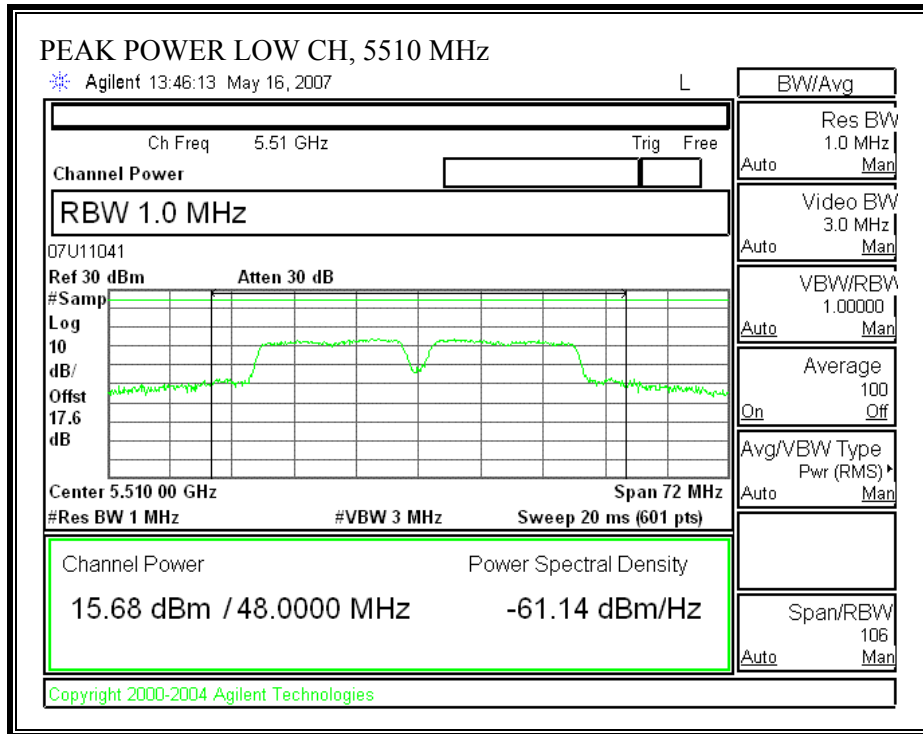 PEAK POWER LOW CH, 5510 MHz
Agilent 13:46:13 May 16, 2007
L
BW/Avg
Ch Freq 5.51 GHz
Trig Free
Channel Power
RBW 1.0 MHz
07U11041
Ref 30 dBm
Atten 30 dB
#Samp
Log
10
dB/
Offst
17.6
dB
Center 5.510 00 GHz
Span 72 MHz
#Res BW 1 MHz
#VBW 3 MHz
Sweep 20 ms (601 pts)
Channel Power
Power Spectral Density
15.68 dBm / 48.0000 MHz
-61.14 dBm/Hz
Copyright 2000-2004 Agilent Technologies
Res BW
1.0 MHz
Auto Man
Video BW
3.0 MHz
Auto Man
VBW/RBW
1.00000
Auto Man
Average
100
On Off
Avg/VBW Type
Pwr (RMS)
Auto Man
Span/RBW
106
Auto Man